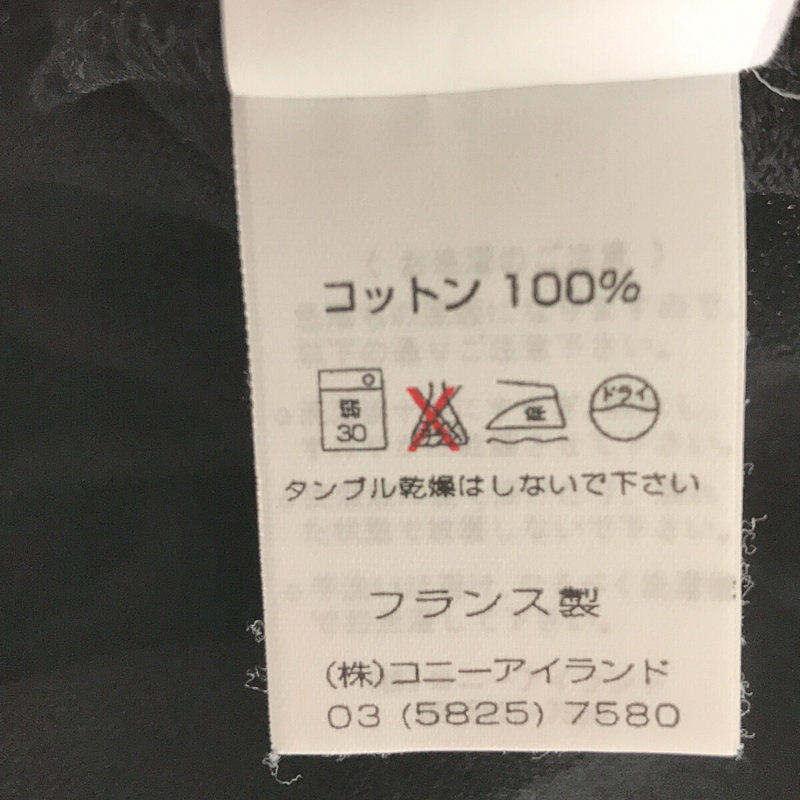 コットン 100%
弱 30 低 ドライ
タンブル乾燥はしないで下さい
フランス製
(株)コニーアイランド
03 (5825) 7580